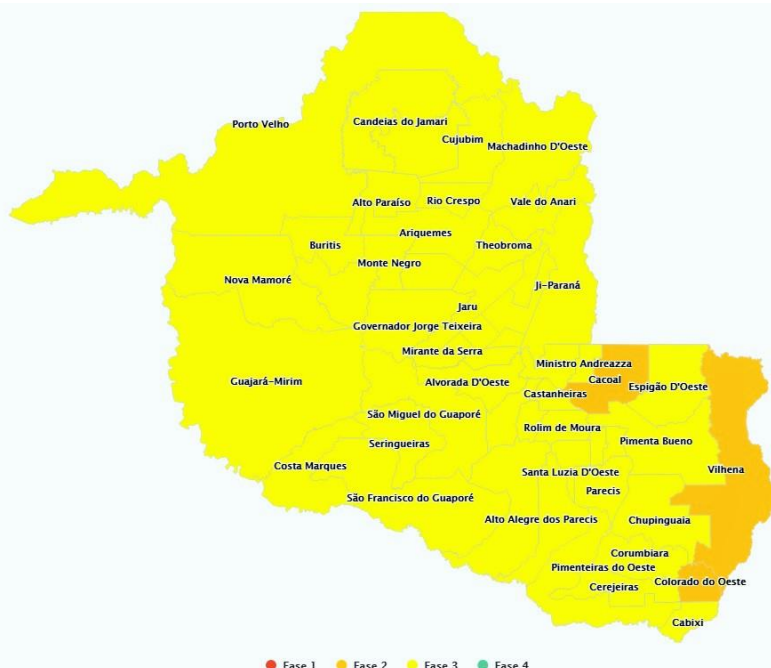 Porto Velho
Candeias do Jamari
Cujubim
Machadinho D'Oeste
Alto Paraíso
Rio Crespo
Vale do Anari
Ariquemes
Buritis
Theobroma
Monte Negro
Nova Mamoré
Ji-Paraná
Jaru
Governador Jorge Teixeira
Mirante da Serra
Ministro Andreazza
Guajará-Mirim
Alvorada D'Oeste
Cacoal
Espigão D'Oeste
Castanheiras
São Miguel do Guaporé
Rolim de Moura
Seringueiras
Pimenta Bueno
Costa Marques
Santa Luzia D'Oeste
Vilhena
São Francisco do Guaporé
Parecis
Alto Alegre dos Parecis
Chupinguaia
Corumbiara
Pimenteiras do Oeste
Colorado do Oeste
Cerejeiras
Cabixi
Fase 1 Fase 2 Fase 3 Fase 4